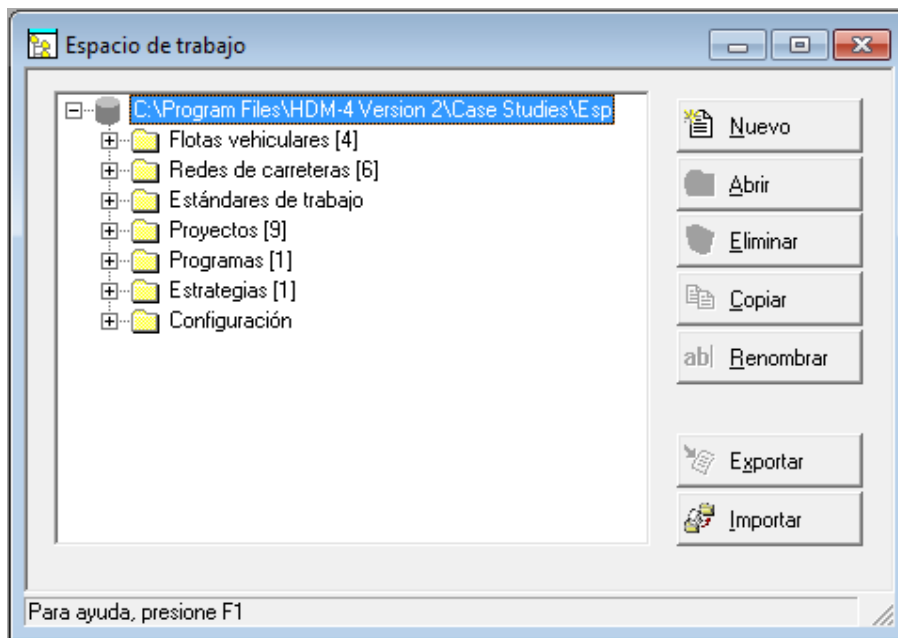 Espacio de trabajo
C:\Program Files\HDM-4 Version 2\Case Studies\Esp
Flotas vehiculares [4]
Redes de carreteras [6]
Estándares de trabajo
Proyectos [9]
Programas [1]
Estrategias [1]
Configuración
Nuevo
Abrir
Eliminar
Copiar
ab Renombrar
Exportar
Importar
Para ayuda, presione F1